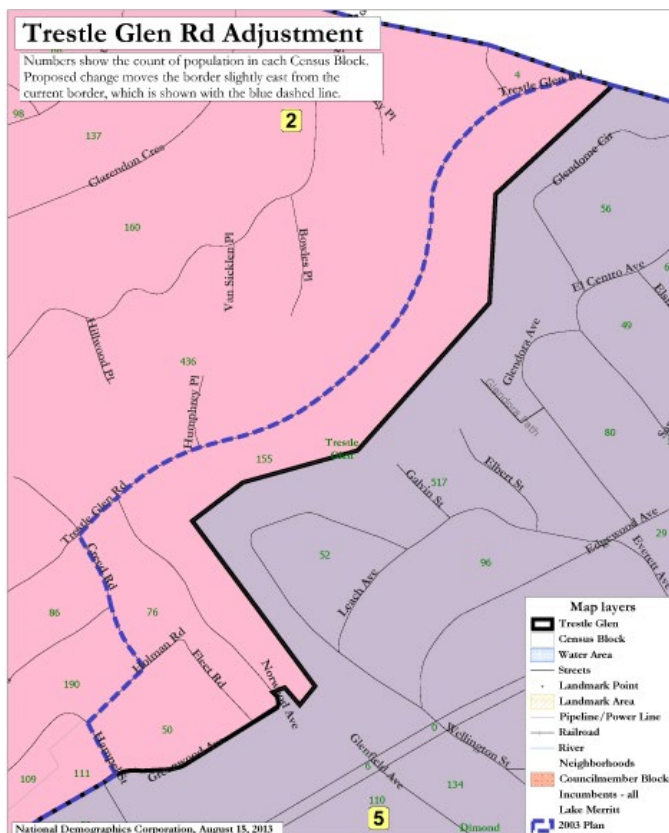 Trestle Glen Rd Adjustment
Numbers show the count of population in each Census Block.
Proposed change moves the border slightly east from the
current border, which is shown with the blue dashed line.
4
Trestle Glen Rd
98
137
2
Pl
Clarendon Cres
Glendome Cir
56
160
Van Sicklen Pl
Bowles Pl
El Centro Ave
49
Hillwood Pl
Glendora Ave
436
Humphrey Pl
Glendora Path
80
Trestle
Glen
155
Elbert St
517
Galvin St
Trestle Glen Rd
Edgewood Ave
29
Creed Rd
52
96
Everett Ave
Leach Ave
86
76
Holman Rd
Elect Rd
190
Norwood Ave
50
Hampel St
Greenwood Ave
0
Wellington St
109
111
Glenfield Ave
6
134
110
5
Dimond
Map layers
Trestle Glen
Census Block
Water Area
Streets
Landmark Point
Landmark Area
Pipeline/Power Line
Railroad
River
Neighborhoods
Councilmember Block
Incumbents - all
Lake Merritt
2003 Plan
National Demographics Corporation, August 15, 2013